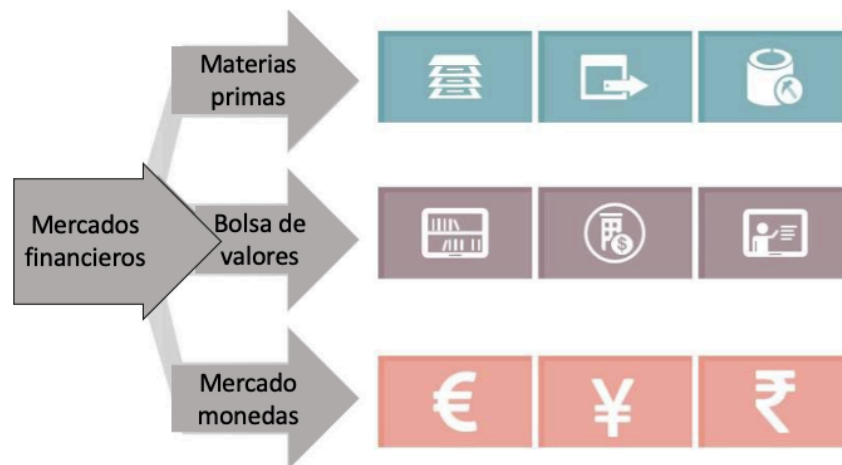 Materias
primas
Mercados
financieros
Bolsa de
valores
$
Mercado
monedas
€
¥
₹